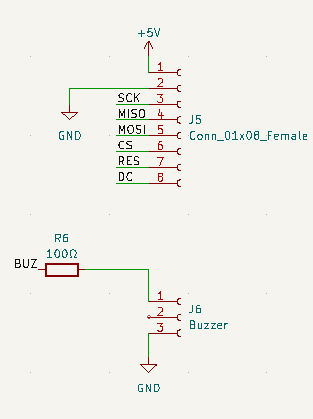 +5V
1
2
SCK 3
MISO 4
MOSI 5
CS 6
RES 7
DC 8
J5
Conn_01x08_Female
GND
R6
100Ω
BUZ
1
2
3
J6
Buzzer
GND